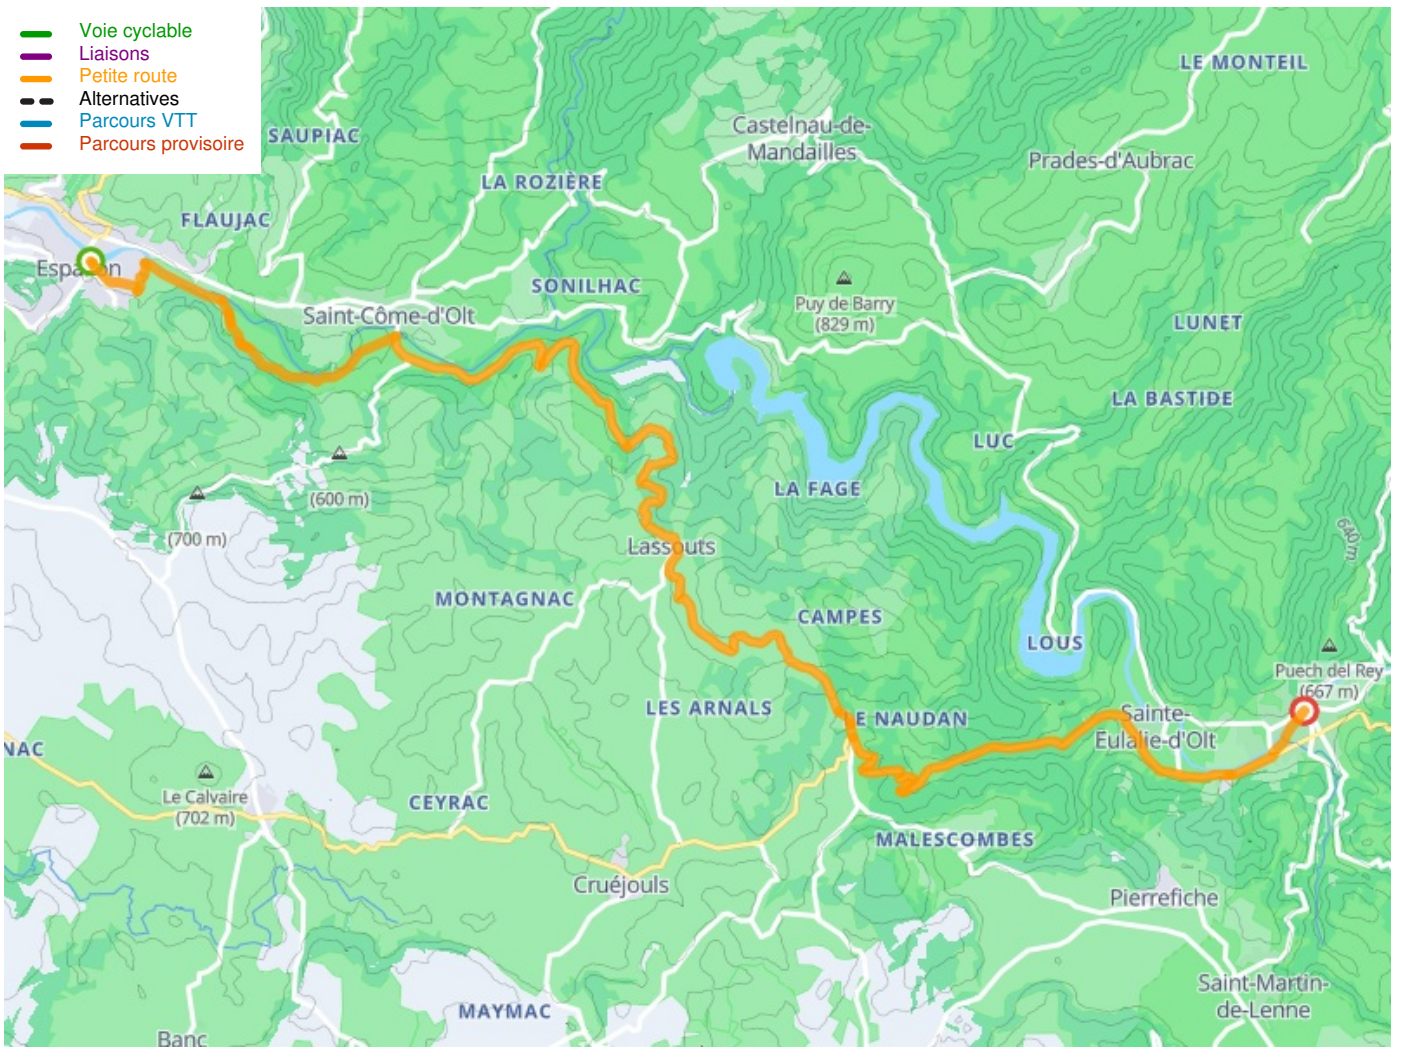 Voie cyclable
Liaisons
Petite route
Alternatives
Parcours VTT
Parcours provisoire
LE MONTEIL
SAUPIAC
Castelnau-de-
Mandailles
Prades-d'Aubrac
LA ROZIÈRE
FLAUJAC
Espalion
SONILHAC
Saint-Côme-d'Olt
Puy de Barry
(829 m)
LUNET
LA BASTIDE
LUC
LA FAGE
(600 m)
(700 m)
640 m
Lassouts
MONTAGNAC
CAMPES
LOUS
Puech del Rey
(667 m)
LES ARNALS
LE NAUDAN
Sainte-
Eulalie-d'Olt
NAC
Le Calvaire
(702 m)
CEYRAC
MALESCOMBES
Cruéjouls
Pierrefiche
Saint-Martin-
de-Lenne
MAYMAC
Banc